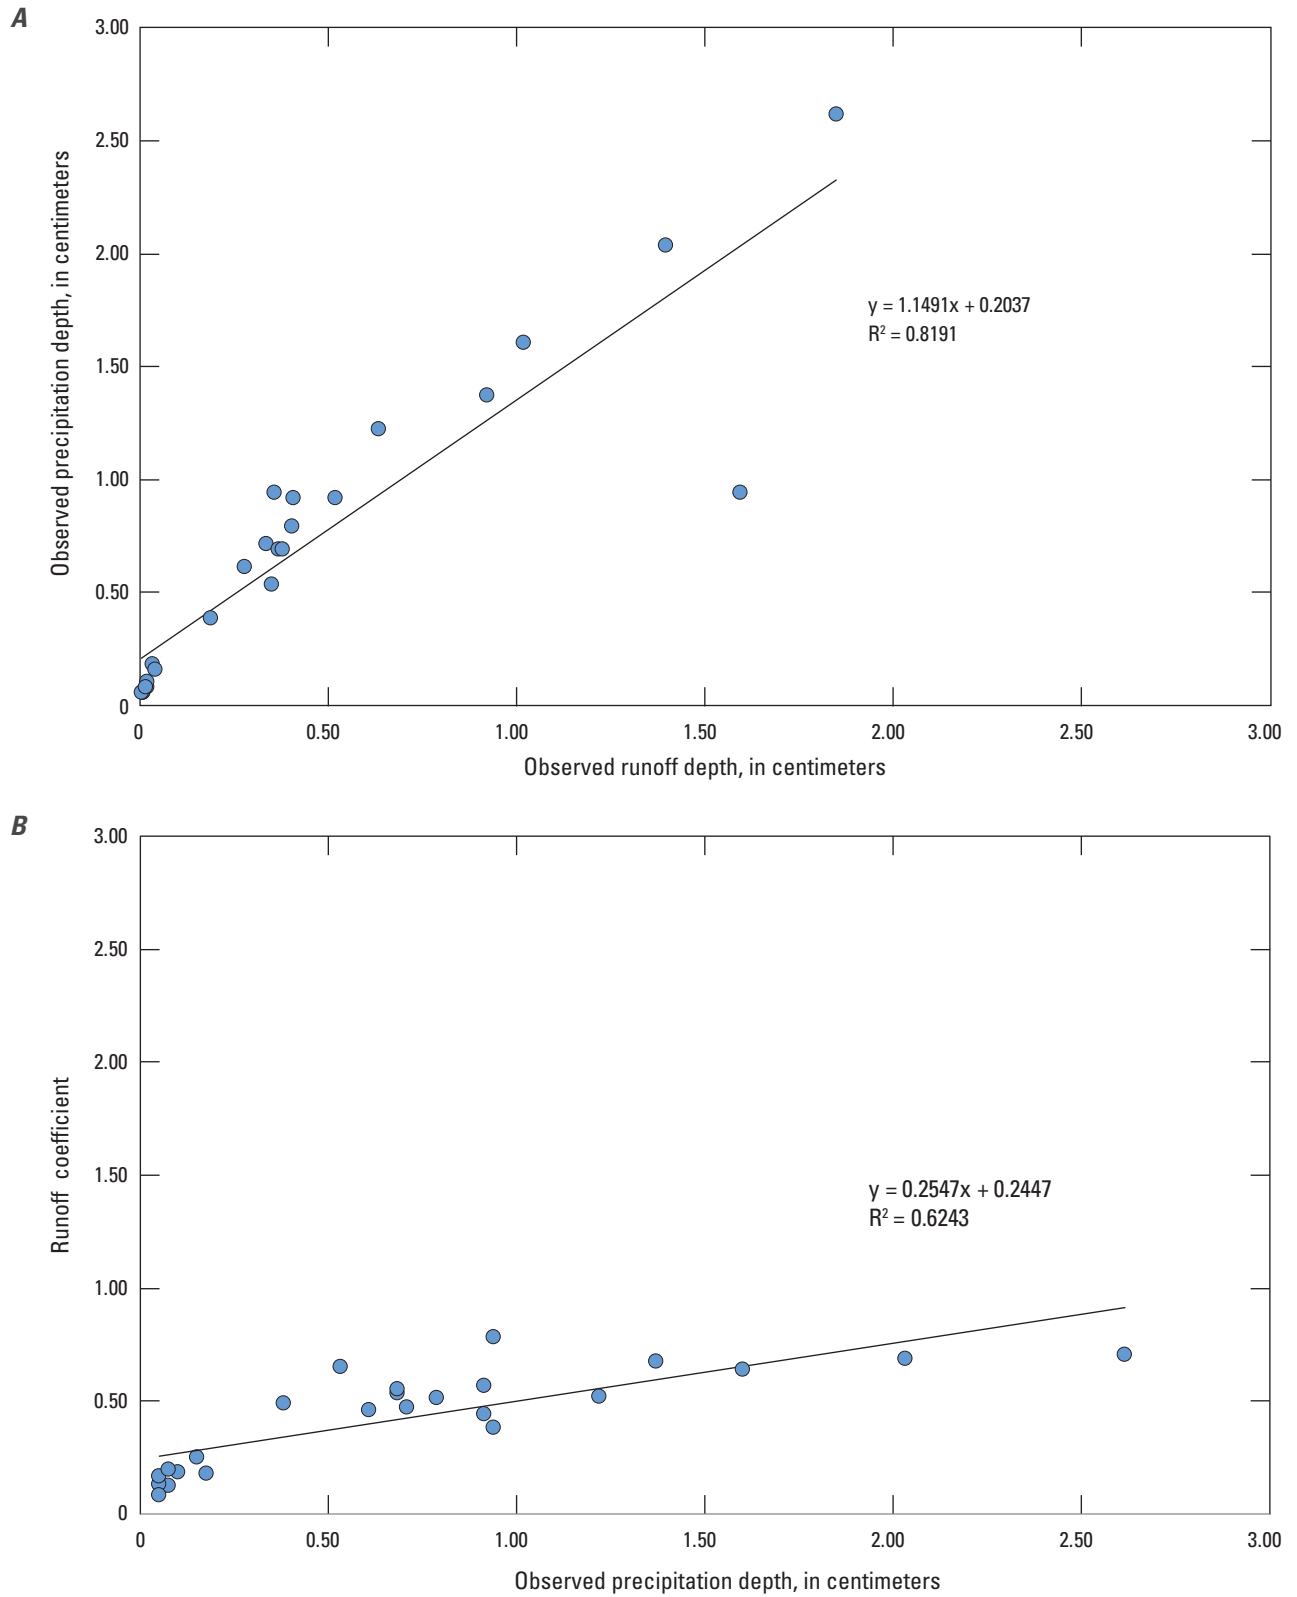 A
3.00
2.50
2.00
1.50
1.00
0.50
0
Observed precipitation depth, in centimeters
y = 1.1491x + 0.2037
R² = 0.8191
0 0.50 1.00 1.50 2.00 2.50 3.00
Observed runoff depth, in centimeters
B
3.00
2.50
2.00
1.50
1.00
0.50
0
Runoff coefficient
y = 0.2547x + 0.2447
R² = 0.6243
0 0.50 1.00 1.50 2.00 2.50 3.00
Observed precipitation depth, in centimeters